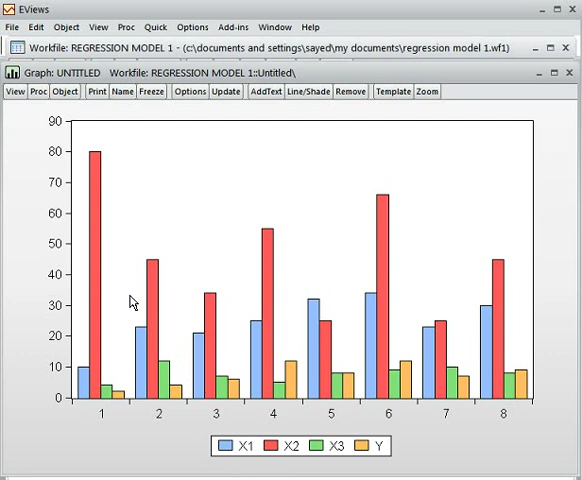 EViews
File Edit Object View Proc Quick Options Add-ins Window Help
Workfile: REGRESSION MODEL 1 - (c:\documents and settings\sayed\my documents\regression model 1.wf1)
Graph: UNTITLED Workfile: REGRESSION MODEL 1::Untitled\
View Proc Object Print Name Freeze Options Update AddText Line/Shade Remove Template Zoom
90
80
70
60
50
40
30
20
10
0
1 2 3 4 5 6 7 8
X1 X2 X3 Y